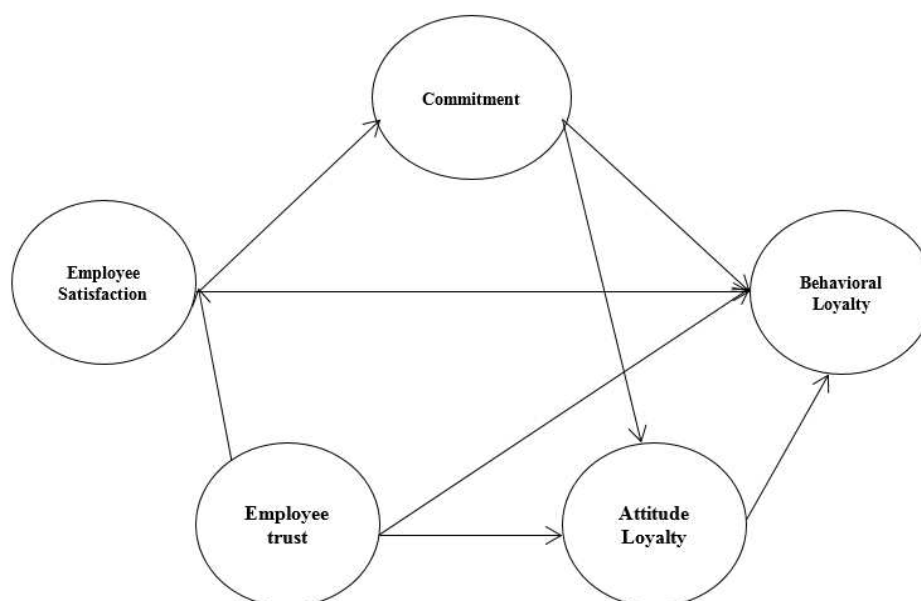 Commitment
Employee
Satisfaction
Behavioral
Loyalty
Employee
trust
Attitude
Loyalty